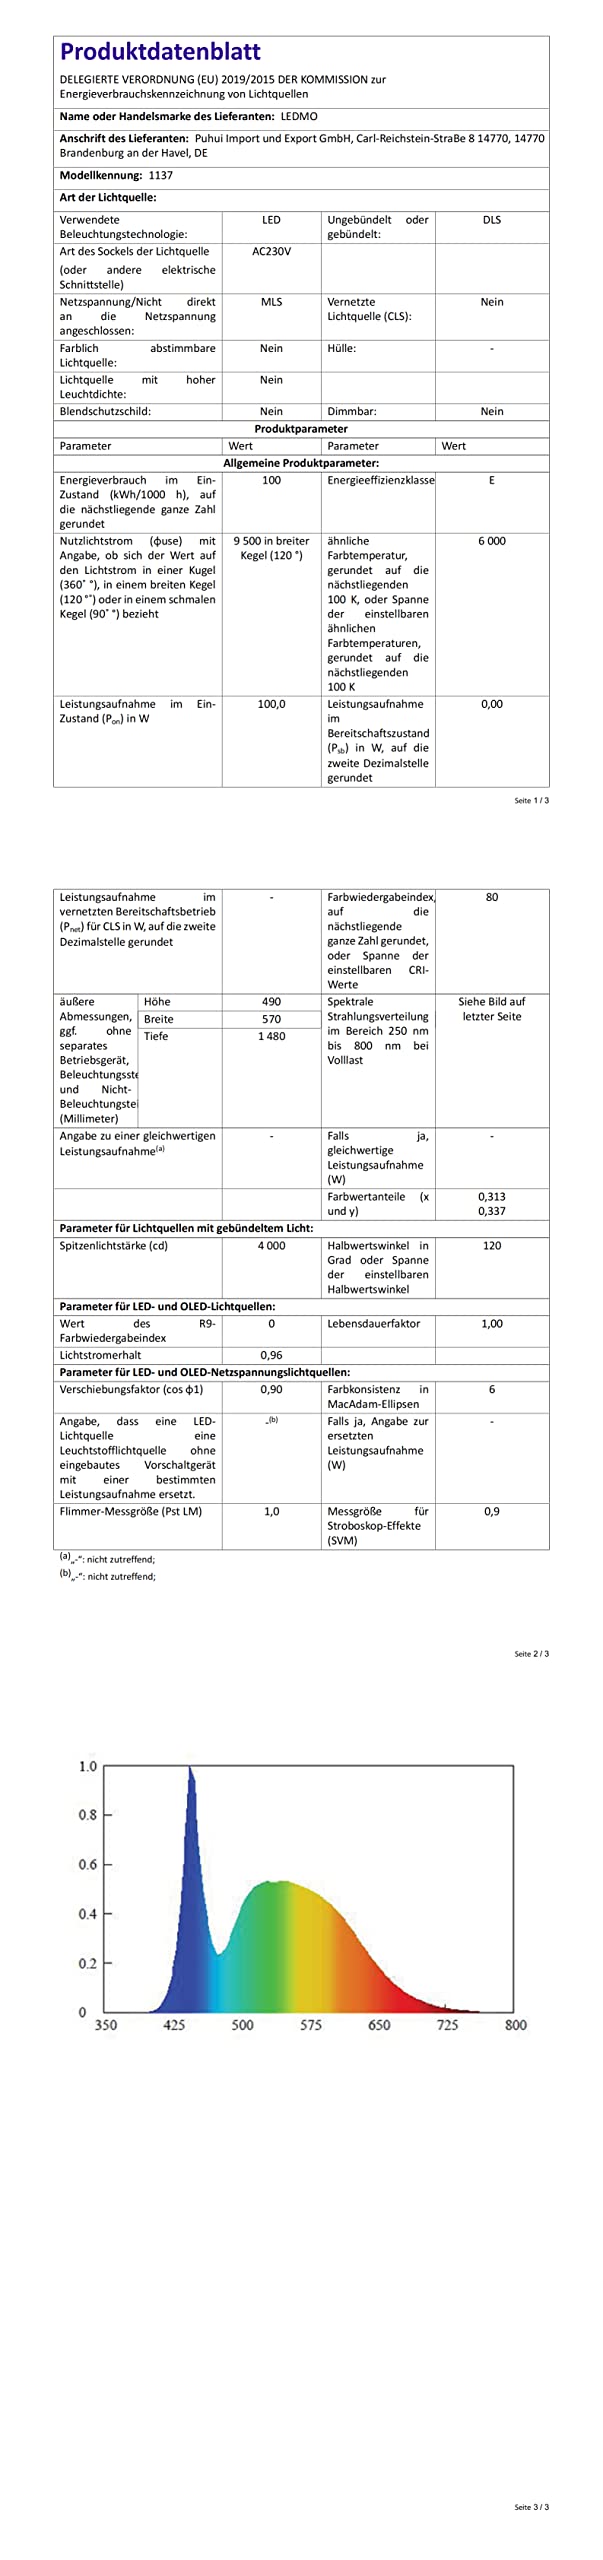 Produktdatenblatt
DELEGIERTE VERORDNUNG (EU) 2019/2015 DER KOMMISSION zur
Energieverbrauchskennzeichnung von Lichtquellen
Name oder Handelsmarke des Lieferanten: LEDMO
Anschrift des Lieferanten: Puhui Import und Export GmbH, Carl-Reichstein-StraBe 8 14770, 14770
Brandenburg an der Havel, DE
Modellkennung: 1137
Art der Lichtquelle:
Verwendete
Beleuchtungstechnologie:
LED
Ungebündelt oder
gebündelt:
DLS
Art des Sockels der Lichtquelle
(oder andere elektrische
Schnittstelle)
AC230V
Netzspannung/Nicht direkt
an die Netzspannung
angeschlossen:
MLS
Vernetzte
Lichtquelle (CLS):
Nein
Farblich abstimmbare
Lichtquelle:
Nein
Hülle:
-
Lichtquelle mit hoher
Leuchtdichte:
Nein
Blendschutzschild:
Nein
Dimmbar:
Nein
Produktparameter
Parameter
Wert
Parameter
Wert
Allgemeine Produktparameter:
Energieverbrauch im Ein-
Zustand (kWh/1000 h), auf
die nächstliegende ganze Zahl
gerundet
100
Energieeffizienzklasse
E
Nutzlichtstrom (ɸuse) mit
Angabe, ob sich der Wert auf
den Lichtstrom in einer Kugel
(360° °), in einem breiten Kegel
(120 °°) oder in einem schmalen
Kegel (90° °) bezieht
9 500 in breiter
Kegel (120 °)
ähnliche
Farbtemperatur,
gerundet auf die
nächstliegenden
100 K, oder Spanne
der einstellbaren
ähnlichen
Farbtemperaturen,
gerundet auf die
nächstliegenden
100 K
6 000
Leistungsaufnahme im Ein-
Zustand (Pon) in W
100,0
Leistungsaufnahme
im
Bereitschaftszustand
(Psb) in W, auf die
zweite Dezimalstelle
gerundet
0,00
Seite 1 / 3
Leistungsaufnahme im
vernetzten Bereitschaftsbetrieb
(Pnet) für CLS in W, auf die zweite
Dezimalstelle gerundet
-
Farbwiedergabeindex,
auf die
nächstliegende
ganze Zahl gerundet,
oder Spanne der
einstellbaren CRI-
Werte
80
äußere
Abmessungen,
ggf. ohne
separates
Betriebsgerät,
Beleuchtungsste
und Nicht-
Beleuchtungstei
(Millimeter)
Höhe
490
Breite
570
Tiefe
1 480
Spektrale
Strahlungsverteilung
im Bereich 250 nm
bis 800 nm bei
Volllast
Siehe Bild auf
letzter Seite
Angabe zu einer gleichwertigen
Leistungsaufnahme(a)
-
Falls ja,
gleichwertige
Leistungsaufnahme
(W)
-
Farbwertanteile (x
und y)
0,313
0,337
Parameter für Lichtquellen mit gebündeltem Licht:
Spitzenlichtstärke (cd)
4 000
Halbwertswinkel in
Grad oder Spanne
der einstellbaren
Halbwertswinkel
120
Parameter für LED- und OLED-Lichtquellen:
Wert des R9-
Farbwiedergabeindex
0
Lebensdauerfaktor
1,00
Lichtstromerhalt
0,96
Parameter für LED- und OLED-Netzspannungslichtquellen:
Verschiebungsfaktor (cos ɸ1)
0,90
Farbkonsistenz in
MacAdam-Ellipsen
6
Angabe, dass eine LED-
Lichtquelle eine
Leuchtstofflichtquelle ohne
eingebautes Vorschaltgerät
mit einer bestimmten
Leistungsaufnahme ersetzt.
-(b)
Falls ja, Angabe zur
ersetzten
Leistungsaufnahme
(W)
-
Flimmer-Messgröße (Pst LM)
1,0
Messgröße für
Stroboskop-Effekte
(SVM)
0,9
(a)„-“: nicht zutreffend;
(b)„-“: nicht zutreffend;
Seite 2 / 3
1.0
0.8
0.6
0.4
0.2
0
350 425 500 575 650 725 800
Seite 3 / 3